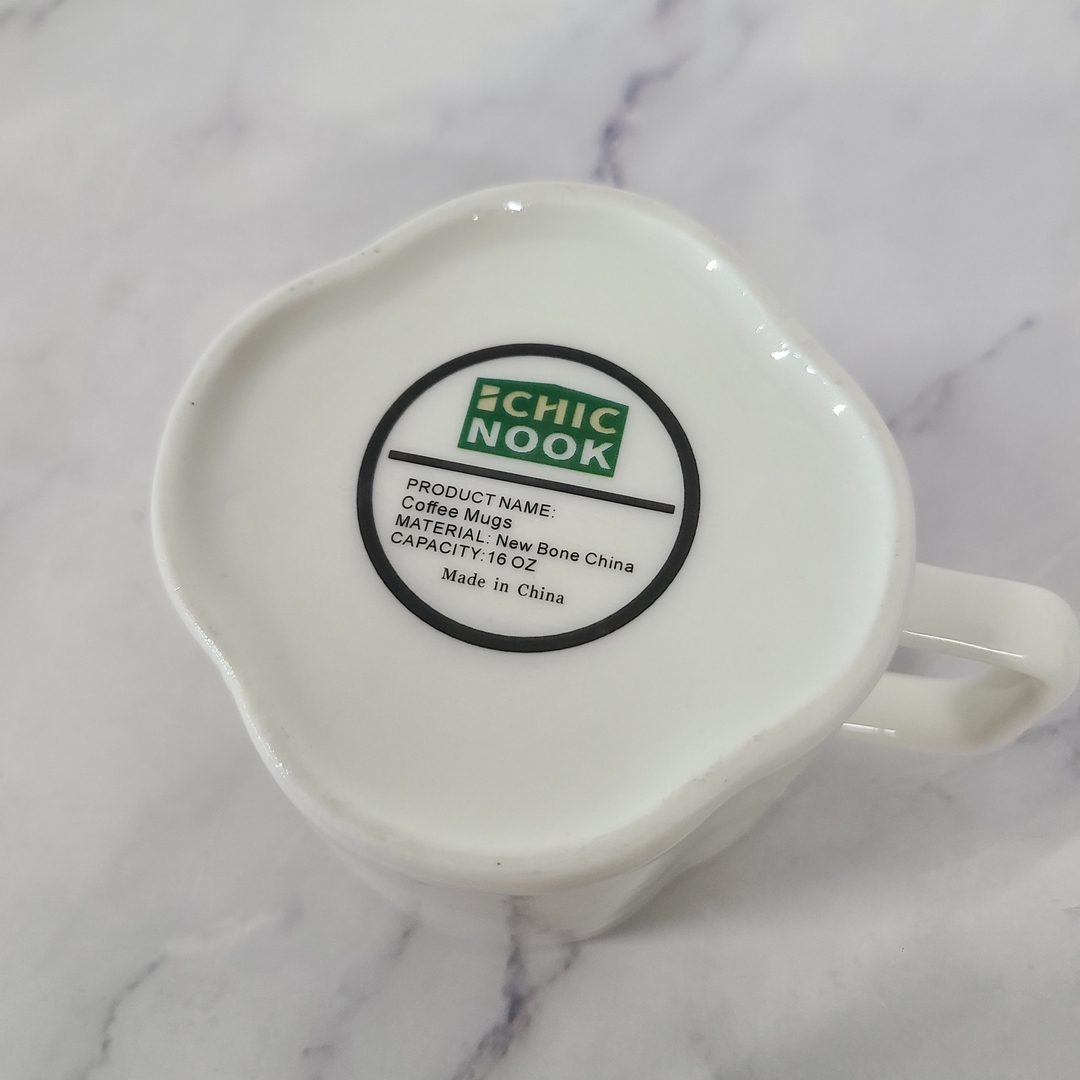 CHIC
NOOK
PRODUCT NAME:
Coffee Mugs
MATERIAL: New Bone China
CAPACITY:16 OZ
Made in China